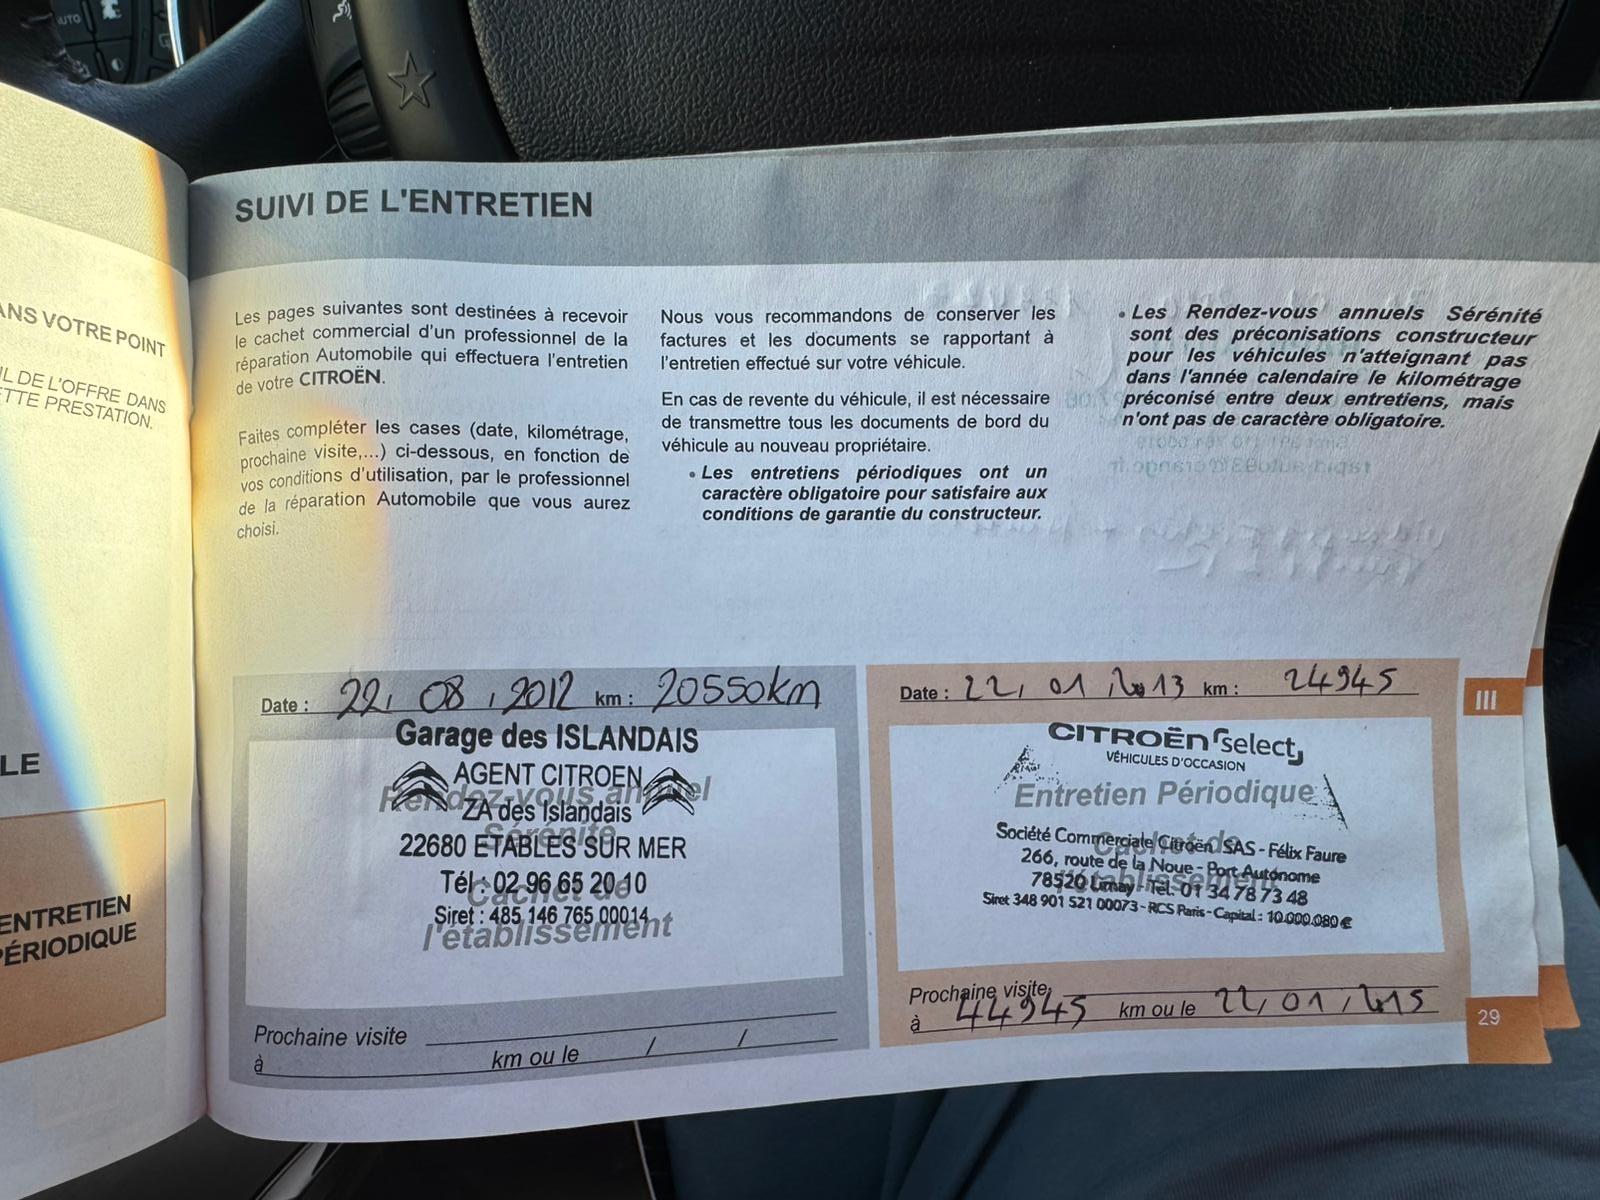 AUTO
SUIVI DE L'ENTRETIEN
ANS VOTRE POINT
IL DE L'OFFRE DANS
TTE PRESTATION.
LE
ENTRETIEN
PÉRIODIQUE
Les pages suivantes sont destinées à recevoir
le cachet commercial d'un professionnel de la
réparation Automobile qui effectuera l'entretien
de votre CITROËN.
Faites compléter les cases (date, kilométrage,
prochaine visite,...) ci-dessous, en fonction de
vos conditions d'utilisation, par le professionnel
de la réparation Automobile que vous aurez
choisi.
Nous vous recommandons de conserver les
factures et les documents se rapportant à
l'entretien effectué sur votre véhicule.
En cas de revente du véhicule, il est nécessaire
de transmettre tous les documents de bord du
véhicule au nouveau propriétaire.
• Les entretiens périodiques ont un
caractère obligatoire pour satisfaire aux
conditions de garantie du constructeur.
• Les Rendez-vous annuels Sérénité
sont des préconisations constructeur
pour les véhicules n'atteignant pas
dans l'année calendaire le kilométrage
préconisé entre deux entretiens, mais
n'ont pas de caractère obligatoire.
Date : 22, 08, 2012 km : 20550km
Garage des ISLANDAIS
AGENT CITROEN
Rendez-vous annuel
ZA des Islandais
Sérénité
22680 ETABLES SUR MER
Tél : 02 96 65 20 10
Cachet de
Siret : 485 146 765 00014
l'établissement
Prochaine visite
à km ou le / /
Date : 22, 01, 2013 km : 24945
CITROËN Select
VÉHICULES D'OCCASION
Entretien Périodique
Société Commerciale Citroën SAS - Félix Faure
Cachet de
266, route de la Noue - Port Autonome
l'établissement
78520 Limay - Tél. 01 34 78 73 48
Siret 348 901 521 00073 - RCS Paris - Capital : 10.000.080 €
Prochaine visite
à 44945 km ou le 22, 01, 2015
III
29